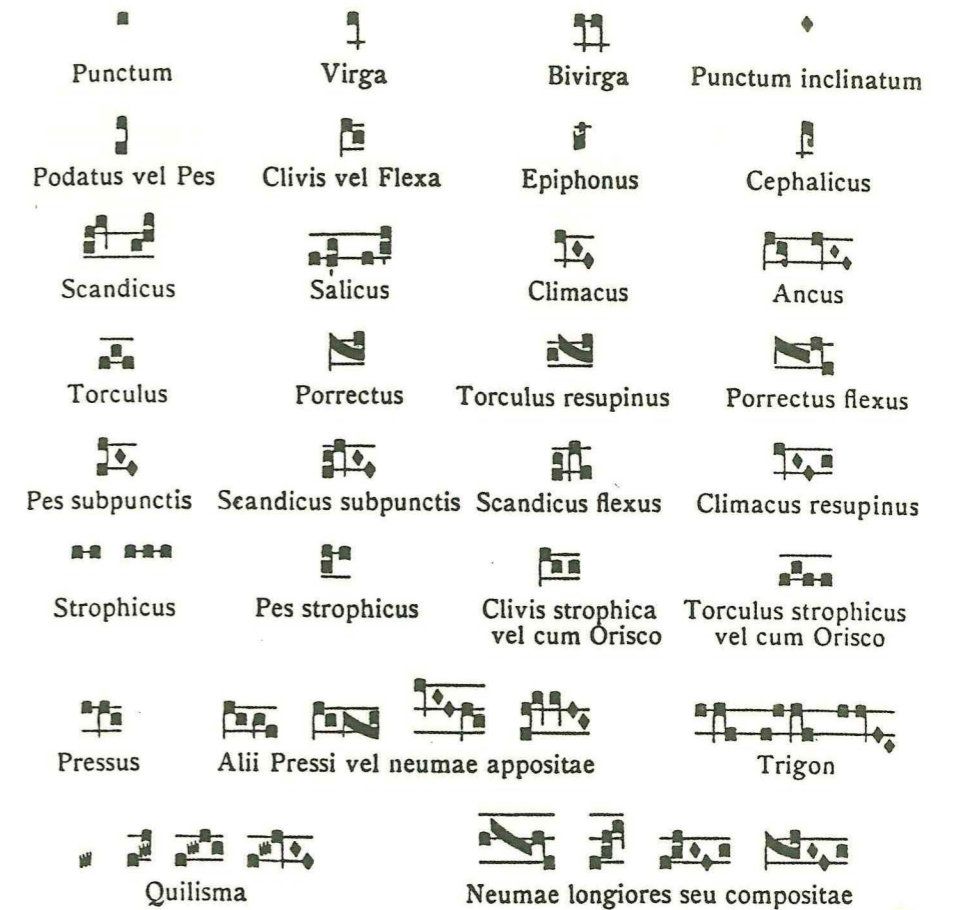 Punctum Virga Bivirga Punctum inclinatum
Podatus vel Pes Clivis vel Flexa Epiphonus Cephalicus
Scandicus Salicus Climacus Ancus
Torculus Porrectus Torculus resupinus Porrectus flexus
Pes subpunctis Scandicus subpunctis Scandicus flexus Climacus resupinus
Strophicus Pes strophicus Clivis strophica Torculus strophicus
vel cum Orisco vel cum Orisco
Pressus Alii Pressi vel neumae appositae Trigon
Quilisma Neumae longiores seu compositae